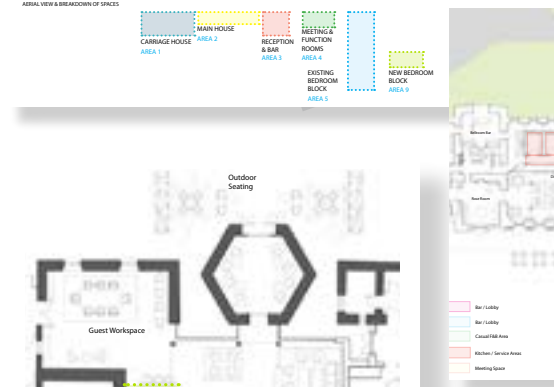 AERIAL VIEW & BREAKDOWN OF SPACES
CARRIAGE HOUSE
AREA 1
MAIN HOUSE
AREA 2
RECEPTION
& BAR
AREA 3
MEETING &
FUNCTION
ROOMS
AREA 4
EXISTING
BEDROOM
BLOCK
AREA 5
NEW BEDROOM
BLOCK
AREA 9
Outdoor
Seating
Guest Workspace
Bar / Lobby
Bar / Lobby
Casual F&B Area
Kitchen / Service Areas
Meeting Space